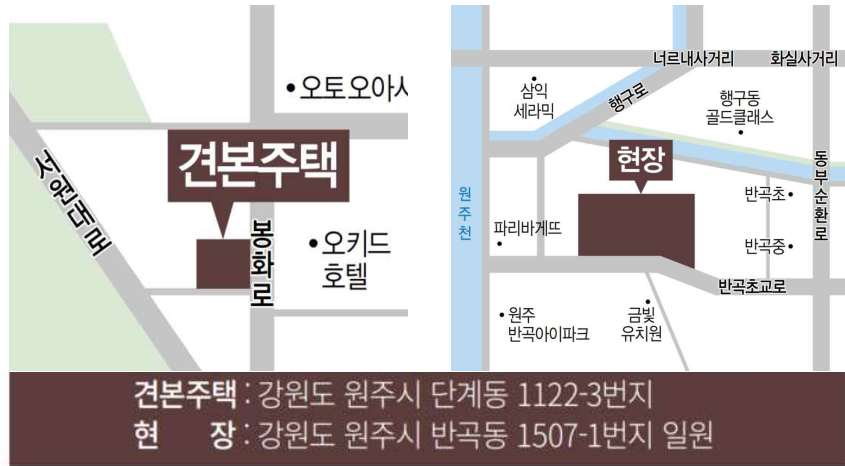 오토오아시
견본주택
서원대로
봉화로
오키드
호텔
너르내사거리
화실사거리
삼익
세라믹
행구로
행구동
골드클래스
현장
동부순환로
원주천
반곡초
파리바게뜨
반곡중
반곡초교로
원주
반곡아이파크
금빛
유치원
견본주택 : 강원도 원주시 단계동 1122-3번지
현 장 : 강원도 원주시 반곡동 1507-1번지 일원